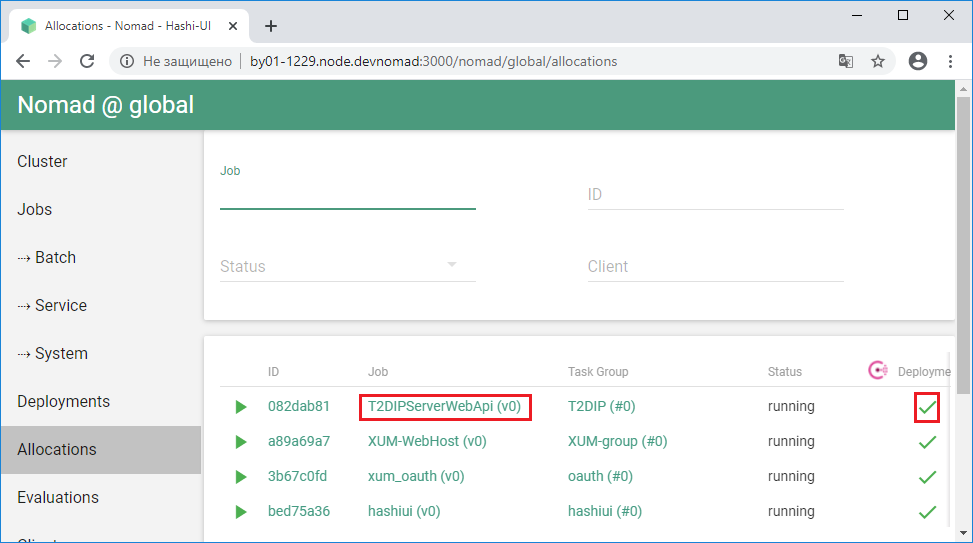 Allocations - Nomad - Hashi-UI
Не защищено
by01-1229.node.devnomad:3000/nomad/global/allocations
Nomad @ global
Cluster
Jobs
⤑ Batch
⤑ Service
⤑ System
Deployments
Allocations
Evaluations
Job
ID
Status
Client
ID Job Task Group Status Deployme
082dab81 T2DIPServerWebApi (v0) T2DIP (#0) running
a89a69a7 XUM-WebHost (v0) XUM-group (#0) running
3b67c0fd xum_oauth (v0) oauth (#0) running
bed75a36 hashiui (v0) hashiui (#0) running